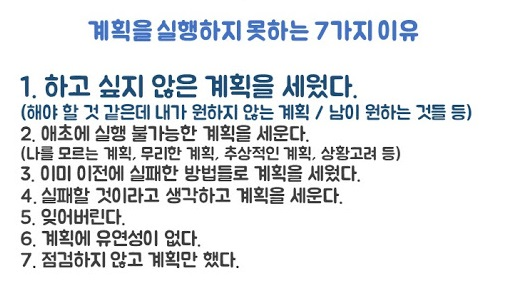 계획을 실행하지 못하는 7가지 이유
1. 하고 싶지 않은 계획을 세웠다.
(해야 할 것 같은데 내가 원하지 않는 계획 / 남이 원하는 것들 등)
2. 애초에 실행 불가능한 계획을 세운다.
(나를 모르는 계획, 무리한 계획, 추상적인 계획, 상황고려 등)
3. 이미 이전에 실패한 방법들로 계획을 세웠다.
4. 실패할 것이라고 생각하고 계획을 세운다.
5. 잊어버린다.
6. 계획에 유연성이 없다.
7. 점검하지 않고 계획만 했다.